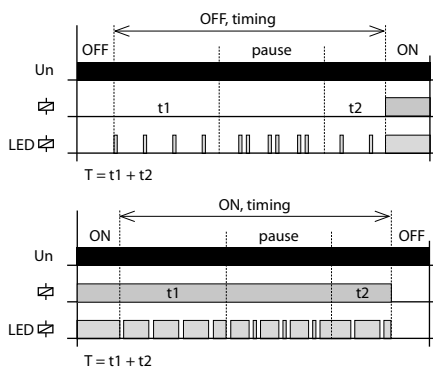 OFF, timing
OFF pause ON
Un
t1 t2
LED
T = t1 + t2
ON, timing
ON pause OFF
Un
t1 t2
LED
T = t1 + t2